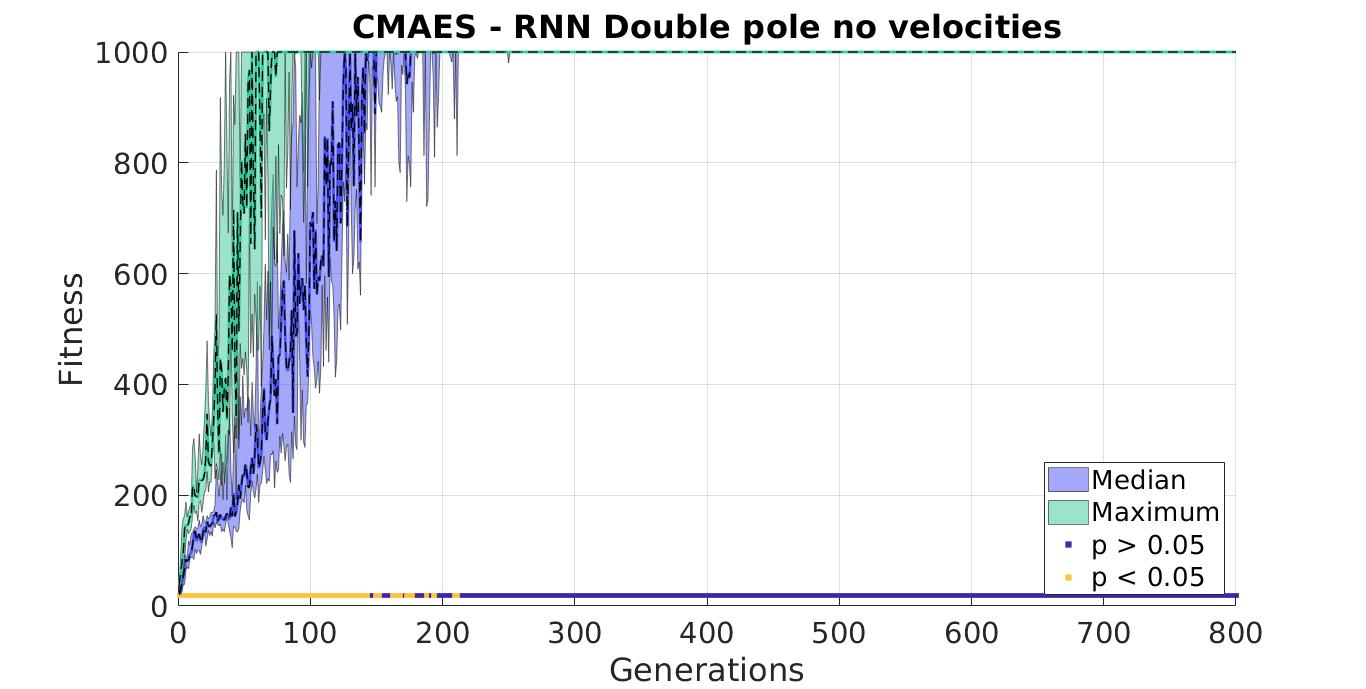 CMAES - RNN Double pole no velocities
1000
800
600
400
200
0
Fitness
Median
Maximum
p > 0.05
p < 0.05
0 100 200 300 400 500 600 700 800
Generations